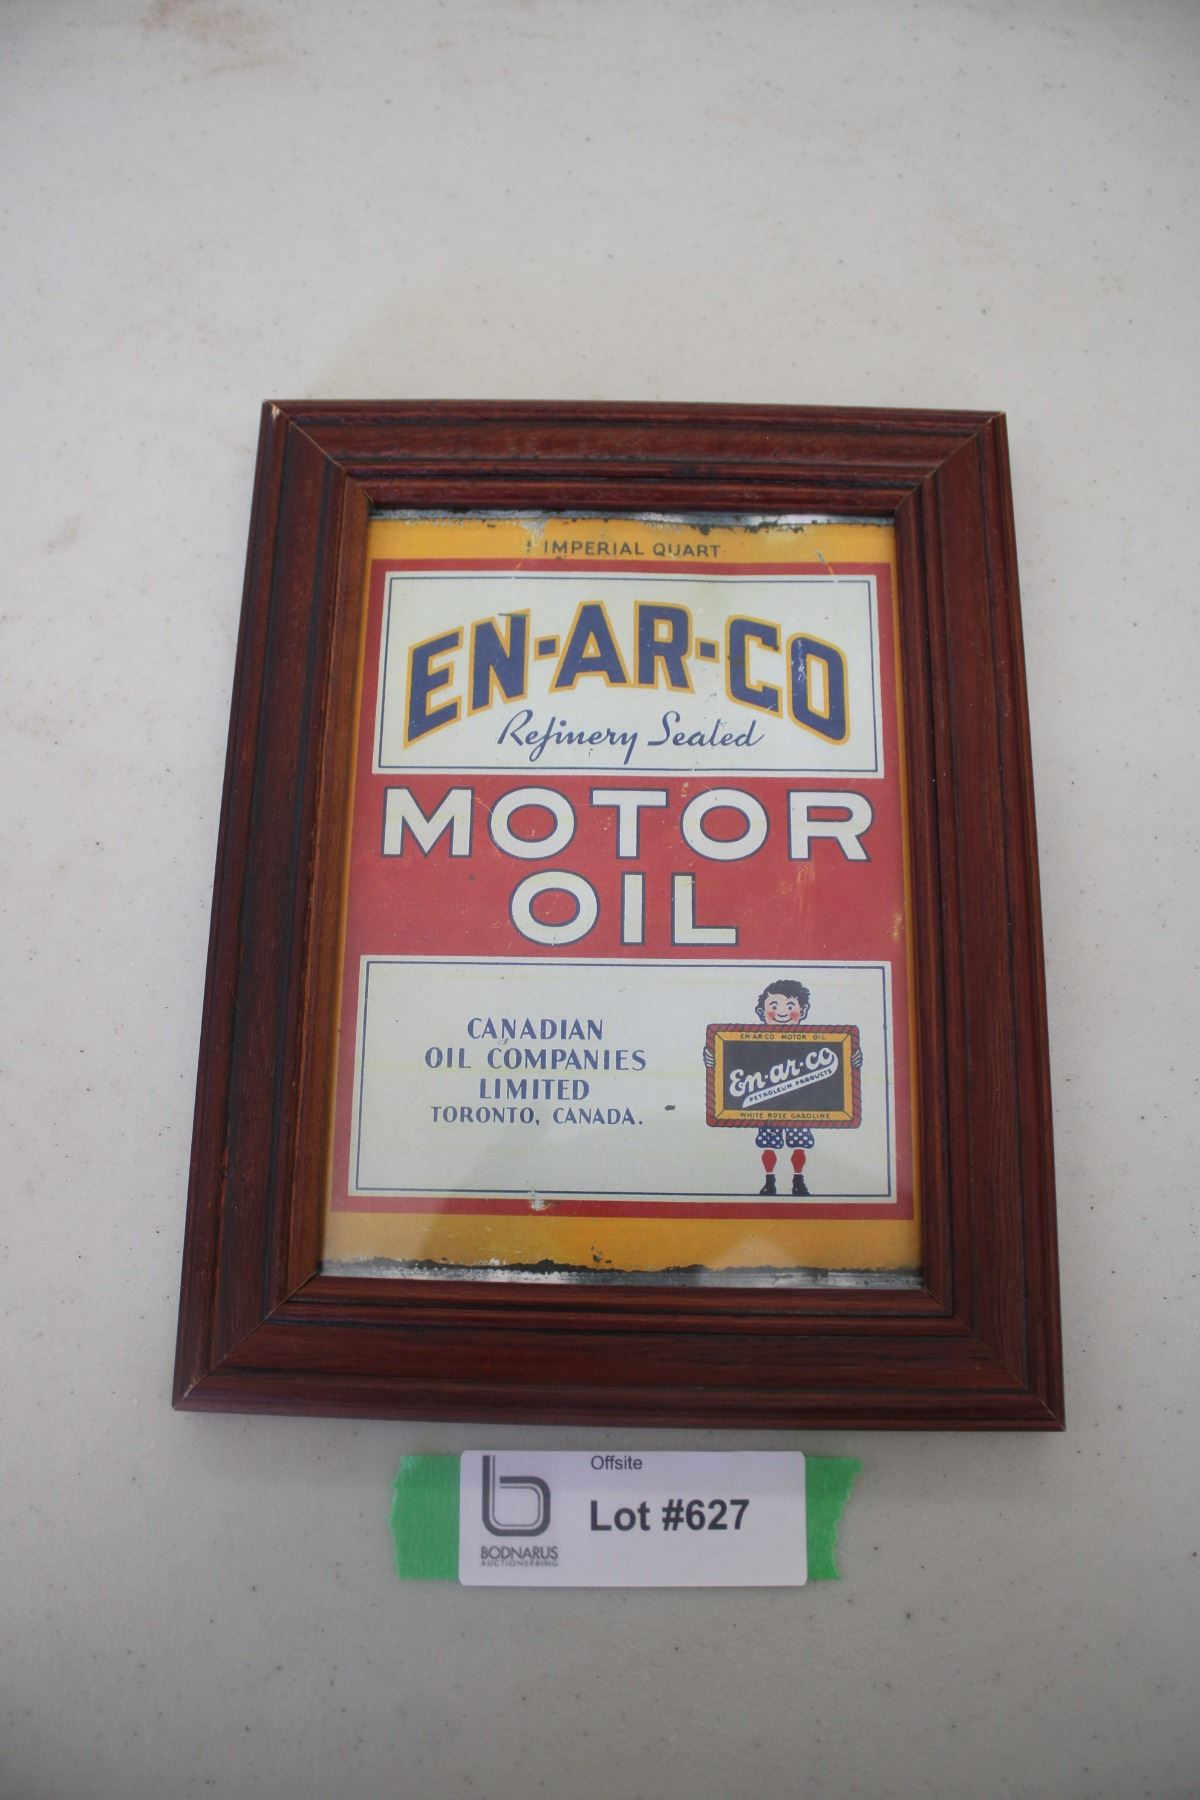 1 IMPERIAL QUART
EN-AR-CO
Refinery Sealed
MOTOR
OIL
CANADIAN
OIL COMPANIES
LIMITED
TORONTO, CANADA.
EN-AR-CO MOTOR OIL
En-ar-co
PETROLEUM PRODUCTS
WHITE ROSE GASOLINE
Offsite
Lot #627
b
BODNARUS
AUCTIONEERING